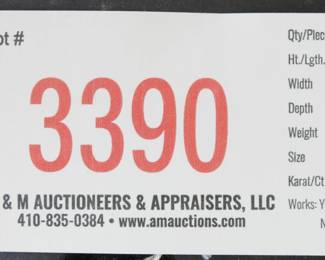 ot #
3390
& M AUCTIONEERS & APPRAISERS, LLC
410-835-0384 • www.amauctions.com
Qty/Piec
Ht./Lgth.
Width
Depth
Weight
Size
Karat/Ct
Works: Y
N